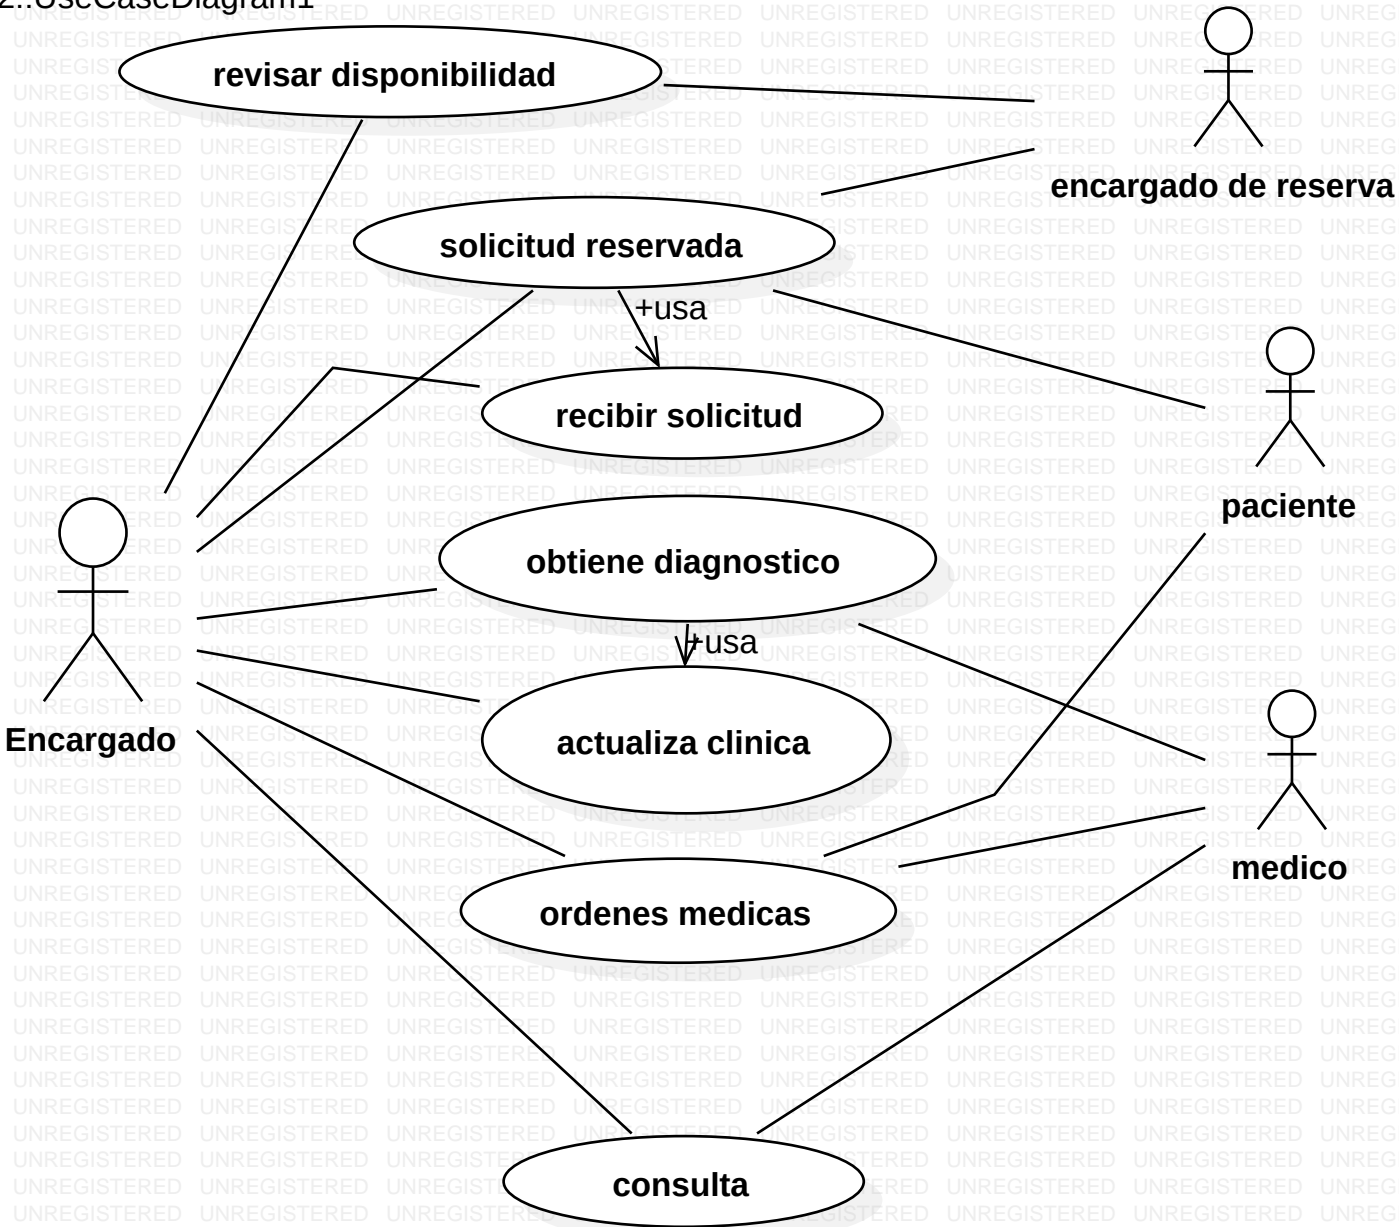 2::UseCaseDiagram1
revisar disponibilidad
encargado de reserva
solicitud reservada
+usa
recibir solicitud
paciente
obtiene diagnostico
+usa
Encargado
actualiza clinica
medico
ordenes medicas
consulta
UNREGISTERED